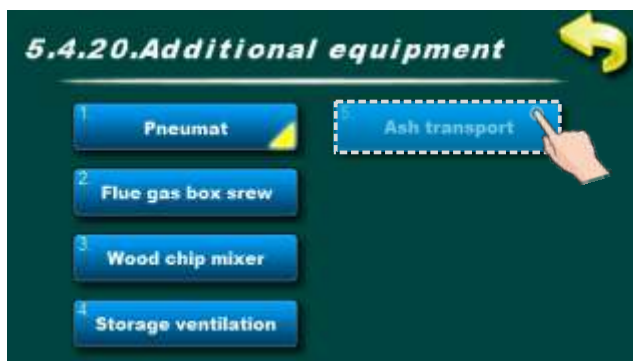 5.4.20.Additional equipment
1.
Pneumat
2.
Flue gas box srew
3.
Wood chip mixer
4.
Storage ventilation
5.
Ash transport